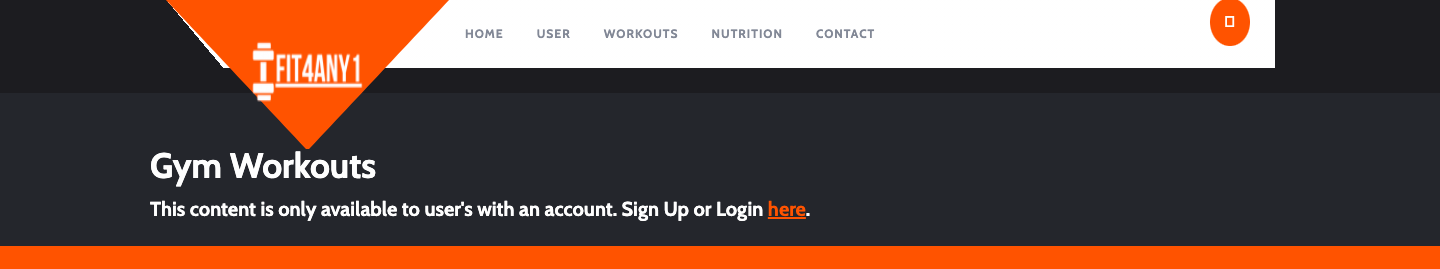 HOME USER WORKOUTS NUTRITION CONTACT
FIT4ANY1
Gym Workouts
This content is only available to user's with an account. Sign Up or Login here.